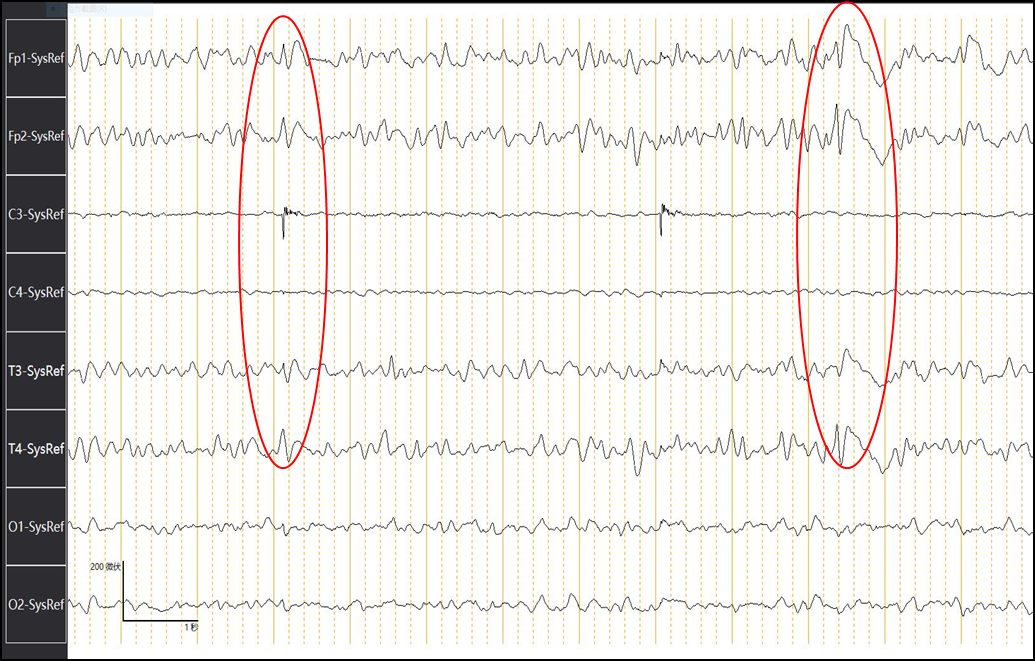 Fp1-SysRef
Fp2-SysRef
C3-SysRef
C4-SysRef
T3-SysRef
T4-SysRef
O1-SysRef
200 微伏
O2-SysRef
1 秒